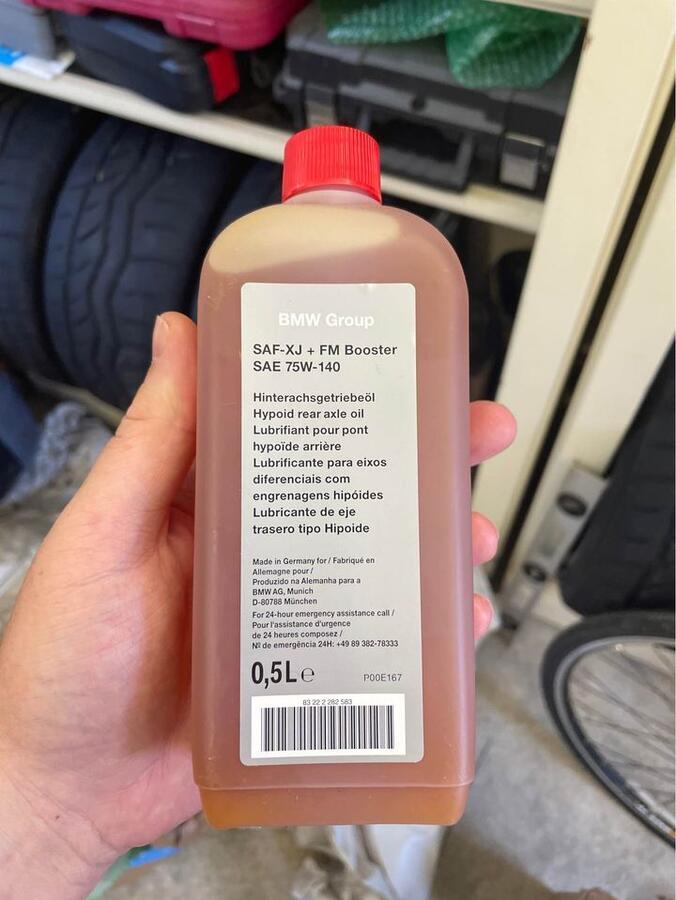 BMW Group
SAF-XJ + FM Booster
SAE 75W-140
Hinterachsgetriebeöl
Hypoid rear axle oil
Lubrifiant pour pont
hypoïde arrière
Lubrificante para eixos
diferenciais com
engrenagens hipóides
Lubricante de eje
trasero tipo Hipoide
Made in Germany for / Fabriqué en
Allemagne pour /
Produzido na Alemanha para a
BMW AG, Munich
D-80788 München
For 24-hour emergency assistance call /
Pour l'assistance d'urgence
de 24 heures composez /
Nº de emergência 24H: +49 89 382-78333
0,5L ℮
P00E167
83 22 2 282 583